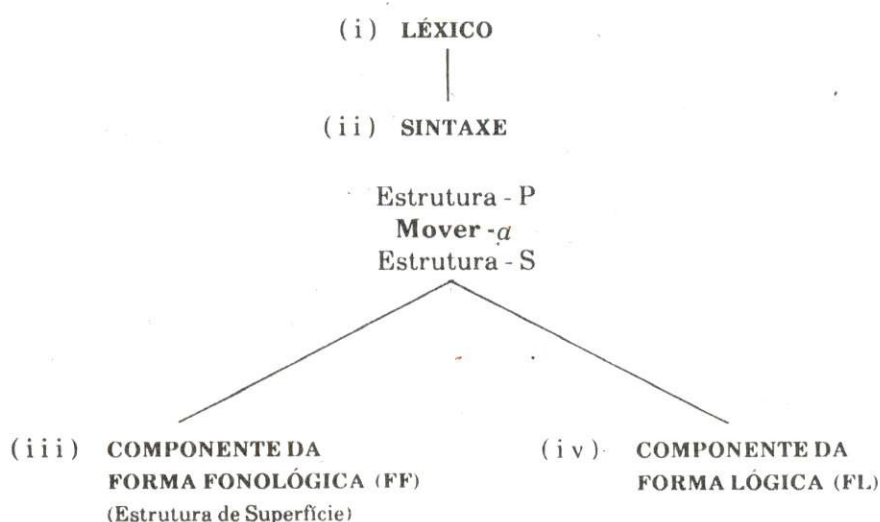 (i) LÉXICO
(ii) SINTAXE
Estrutura - P
Mover -α
Estrutura - S
(iii) COMPONENTE DA
FORMA FONOLÓGICA (FF)
(Estrutura de Superfície)
(iv) COMPONENTE DA
FORMA LÓGICA (FL)